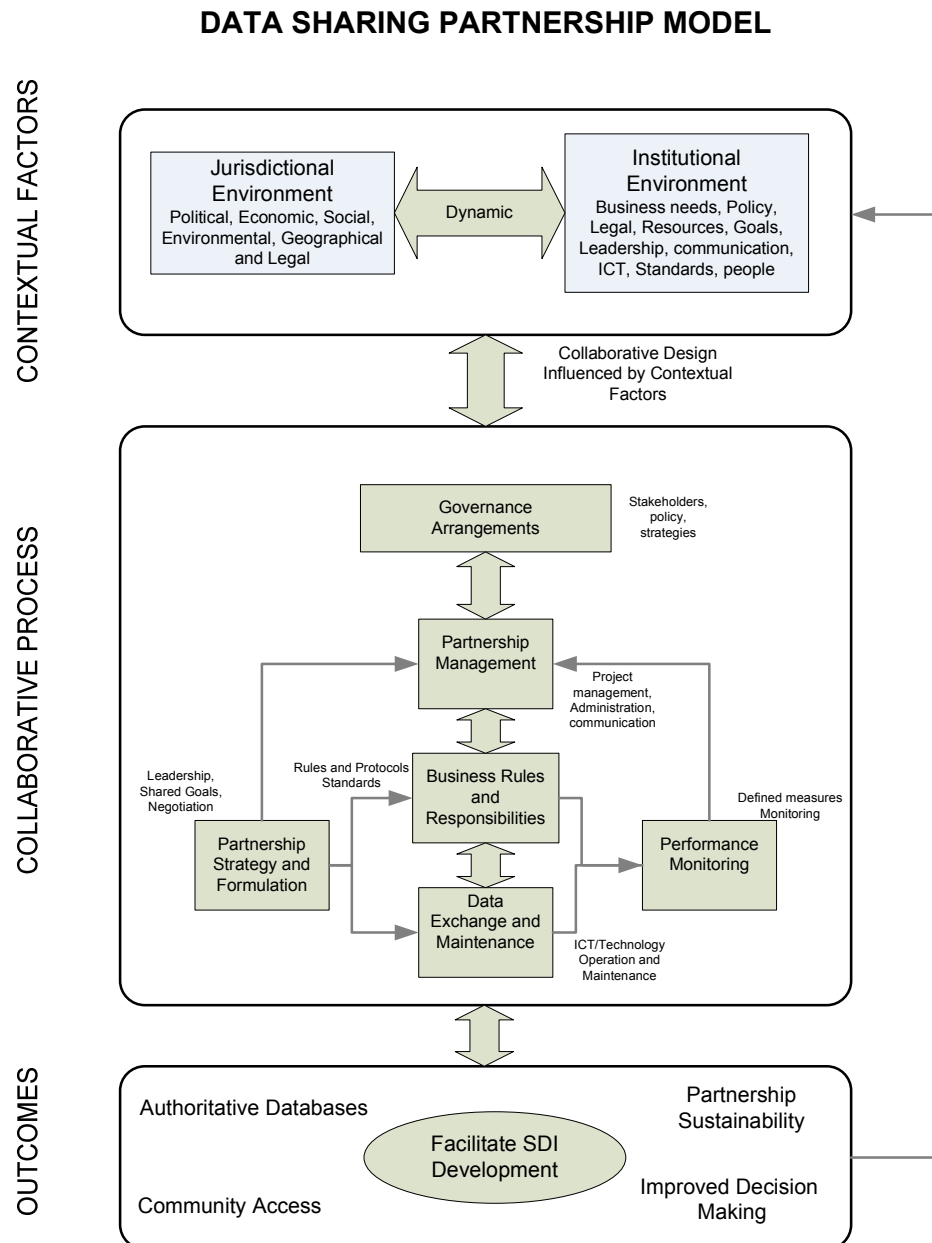 DATA SHARING PARTNERSHIP MODEL
CONTEXTUAL FACTORS
Jurisdictional
Environment
Political, Economic, Social,
Environmental, Geographical
and Legal
Dynamic
Institutional
Environment
Business needs, Policy,
Legal, Resources, Goals,
Leadership, communication,
ICT, Standards, people
Collaborative Design
Influenced by Contextual
Factors
COLLABORATIVE PROCESS
Governance
Arrangements
Stakeholders,
policy,
strategies
Partnership
Management
Project
management,
Administration,
communication
Leadership,
Shared Goals,
Negotiation
Rules and Protocols
Standards
Business Rules
and
Responsibilities
Defined measures
Monitoring
Partnership
Strategy and
Formulation
Performance
Monitoring
Data
Exchange and
Maintenance
ICT/Technology
Operation and
Maintenance
OUTCOMES
Authoritative Databases
Partnership
Sustainability
Facilitate SDI
Development
Community Access
Improved Decision
Making